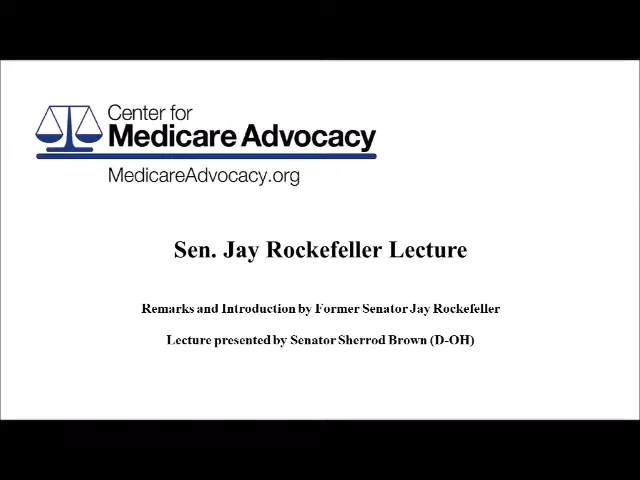 Center for
Medicare Advocacy
MedicareAdvocacy.org
Sen. Jay Rockefeller Lecture
Remarks and Introduction by Former Senator Jay Rockefeller
Lecture presented by Senator Sherrod Brown (D-OH)